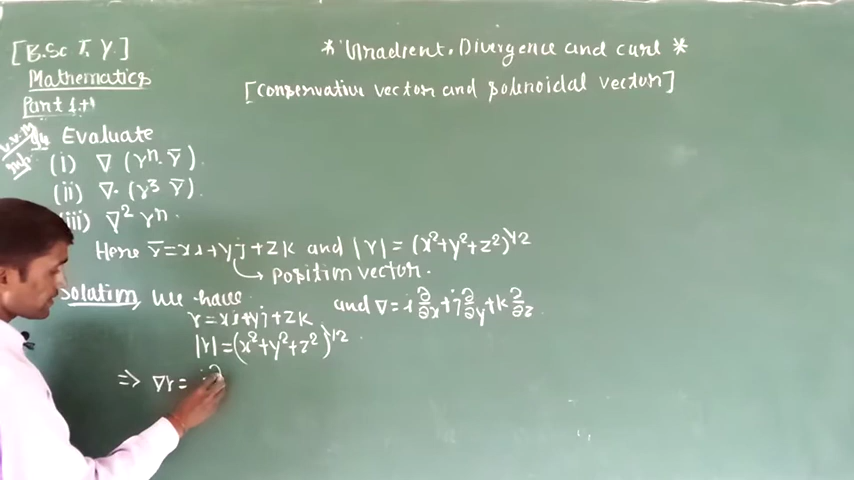 [B.Sc T. Y.]
Mathematics
Part 1+1
* Gradient. Divergence and curl *
[conservative vector and solenoidal vector]
V.V. Imp. Evaluate
(i) ∇ (rⁿ. r̅).
(ii) ∇. (r³ r̅).
(iii) ∇² rⁿ.
Here r̅=xi+yj+zk and |r| = (x²+y²+z²)^1/2
↳ position vector.
Solution, We have
r=xi+yj+zk and ∇ = i ∂/∂x + j ∂/∂y + k ∂/∂z .
|r| = (x²+y²+z²)^1/2 .
⇒ ∇r = i ∂